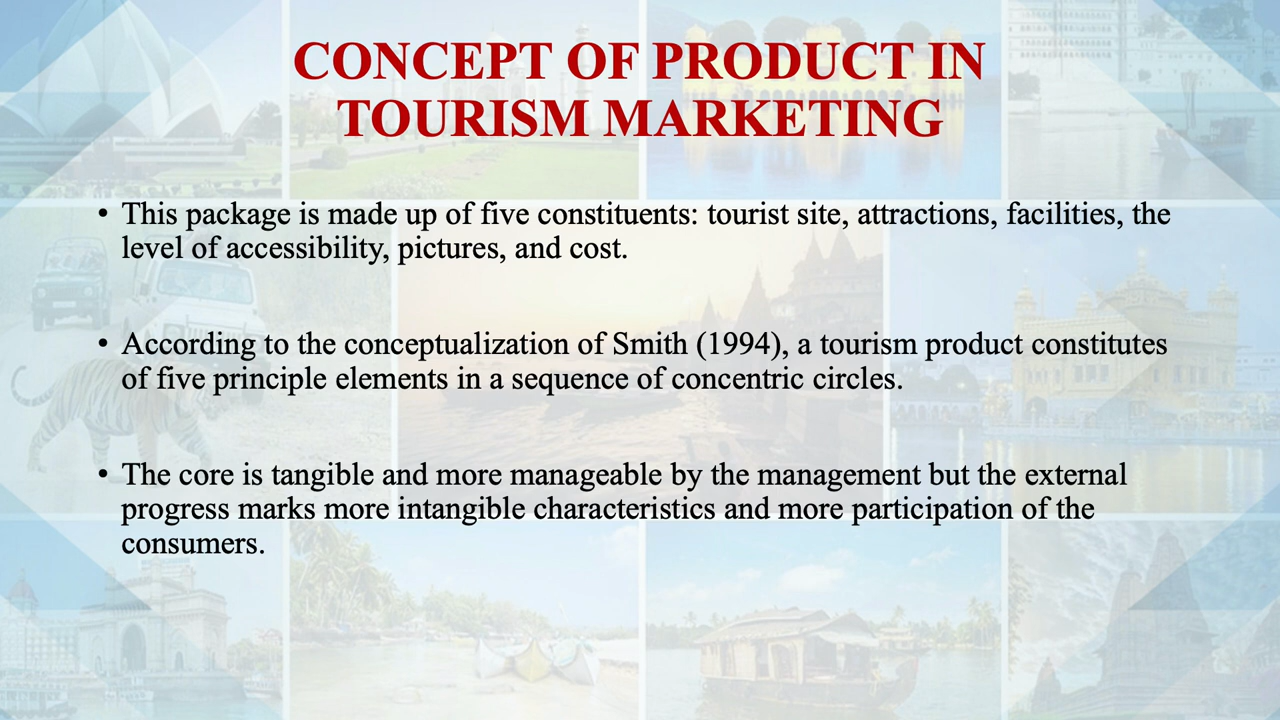 CONCEPT OF PRODUCT IN
TOURISM MARKETING
• This package is made up of five constituents: tourist site, attractions, facilities, the
level of accessibility, pictures, and cost.
• According to the conceptualization of Smith (1994), a tourism product constitutes
of five principle elements in a sequence of concentric circles.
• The core is tangible and more manageable by the management but the external
progress marks more intangible characteristics and more participation of the
consumers.